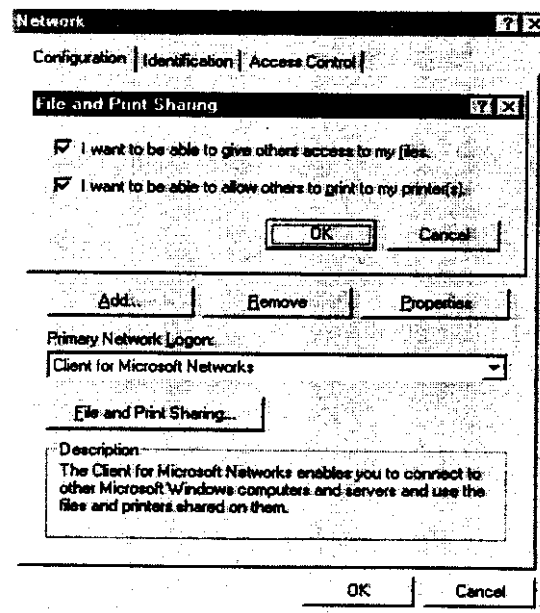 Network
Configuration Identification Access Control
File and Print Sharing
I want to be able to give others access to my files.
I want to be able to allow others to print to my printer(s).
OK Cancel
Add... Remove Properties
Primary Network Logon:
Client for Microsoft Networks
File and Print Sharing...
Description
The Client for Microsoft Networks enables you to connect to
other Microsoft Windows computers and servers and use the
files and printers shared on them.
OK Cancel